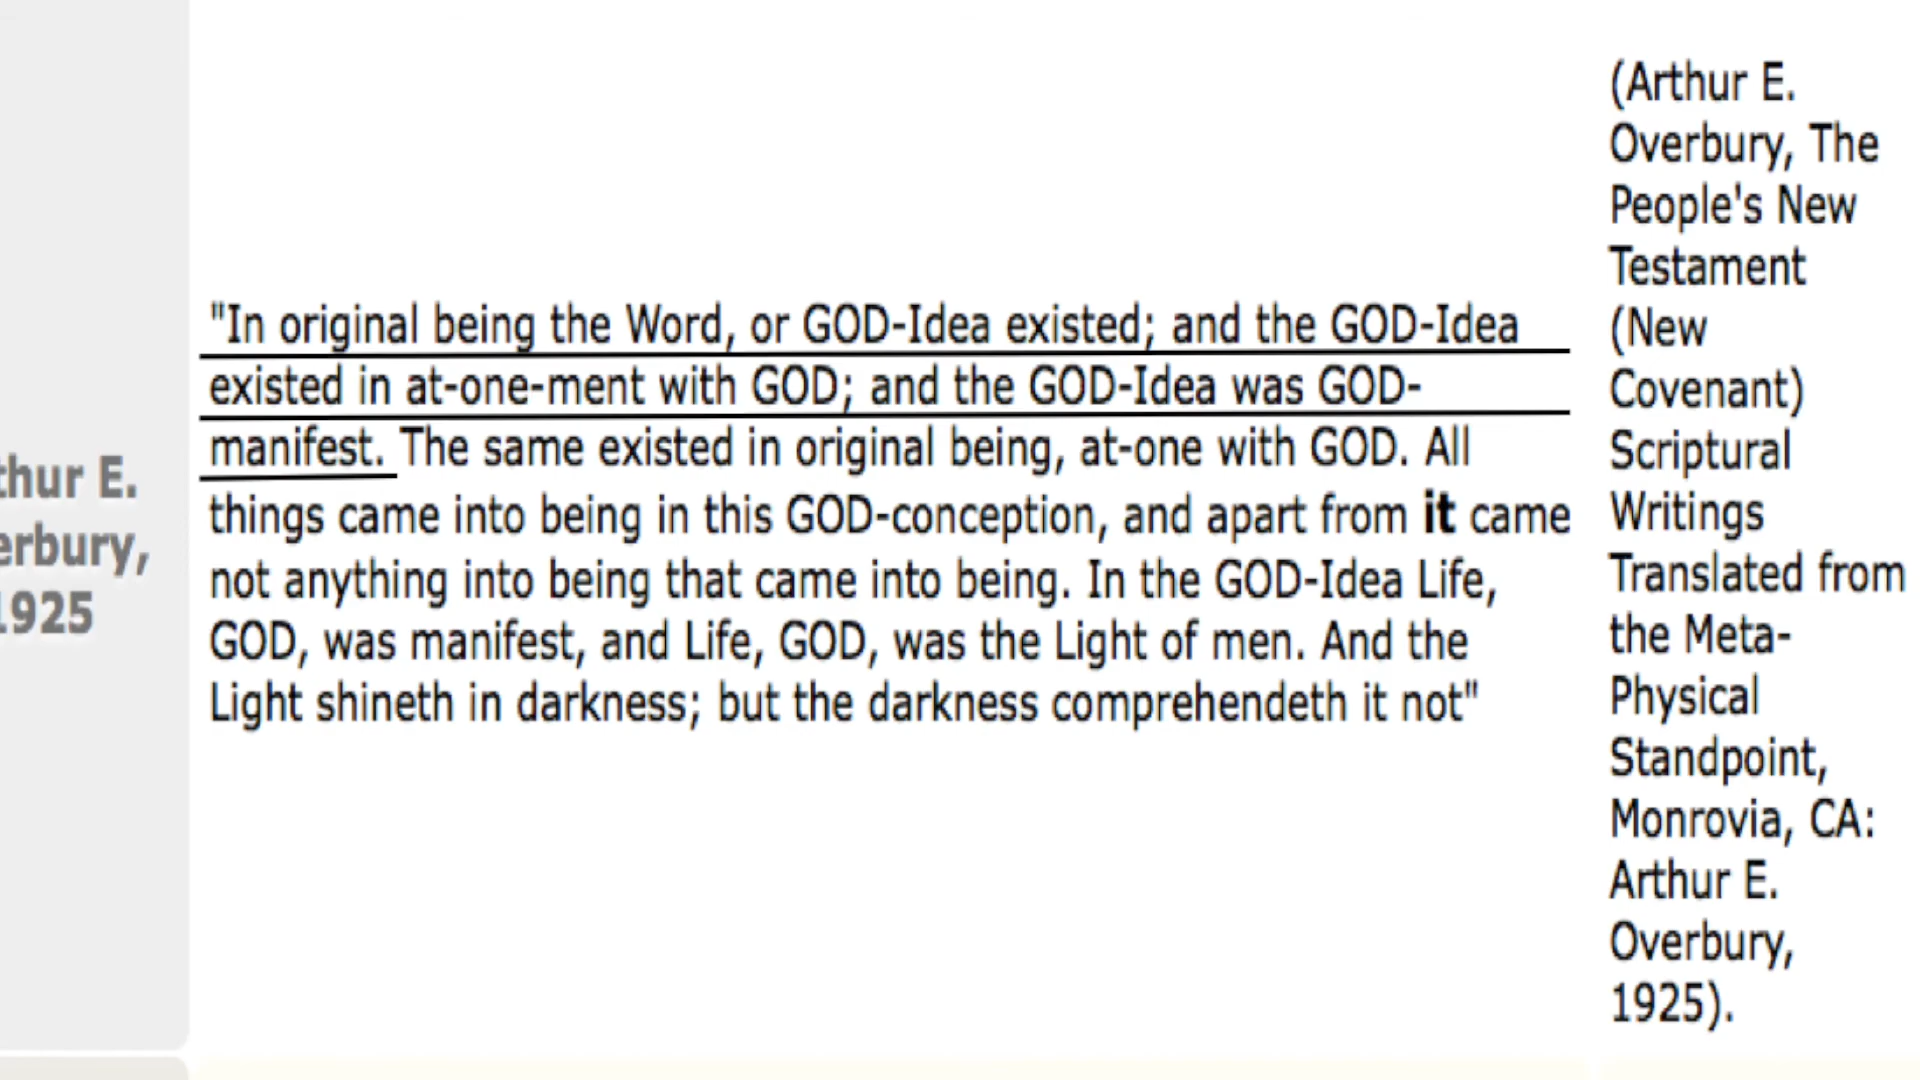 thur E.
erbury,
1925
"In original being the Word, or GOD-Idea existed; and the GOD-Idea
existed in at-one-ment with GOD; and the GOD-Idea was GOD-
manifest. The same existed in original being, at-one with GOD. All
things came into being in this GOD-conception, and apart from it came
not anything into being that came into being. In the GOD-Idea Life,
GOD, was manifest, and Life, GOD, was the Light of men. And the
Light shineth in darkness; but the darkness comprehendeth it not"
(Arthur E.
Overbury, The
People's New
Testament
(New
Covenant)
Scriptural
Writings
Translated from
the Meta-
Physical
Standpoint,
Monrovia, CA:
Arthur E.
Overbury,
1925).